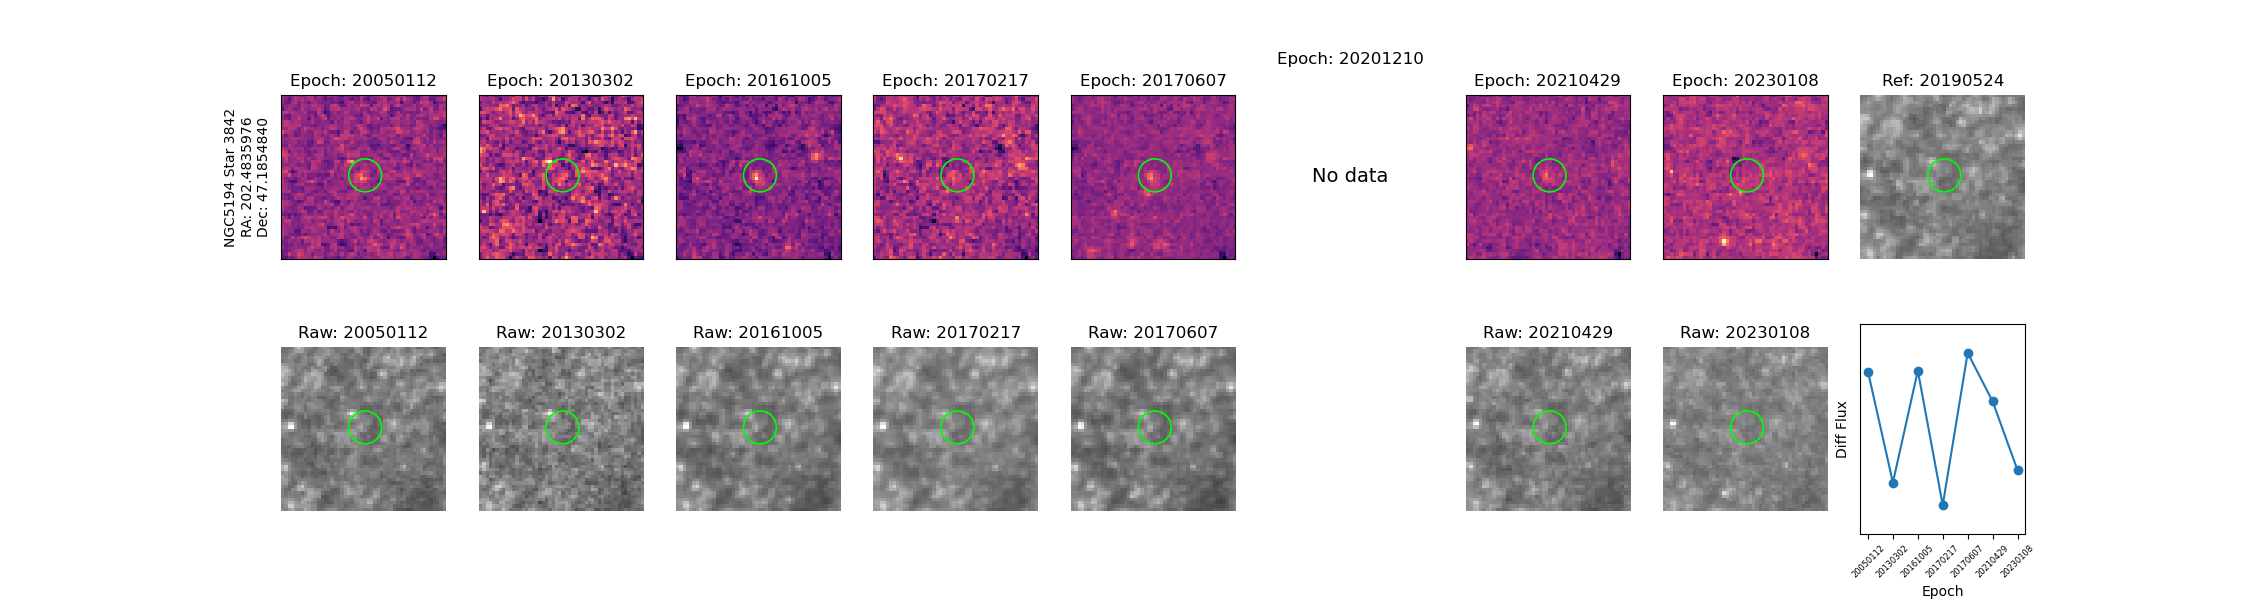 NGC5194 Star 3842
RA: 202.4835976
Dec: 47.1854840
Epoch: 20050112
Epoch: 20130302
Epoch: 20161005
Epoch: 20170217
Epoch: 20170607
Epoch: 20201210
Epoch: 20210429
Epoch: 20230108
Ref: 20190524
No data
Raw: 20050112
Raw: 20130302
Raw: 20161005
Raw: 20170217
Raw: 20170607
Raw: 20210429
Raw: 20230108
Diff Flux
20050112
20130302
20161005
20170217
20170607
20210429
20230108
Epoch